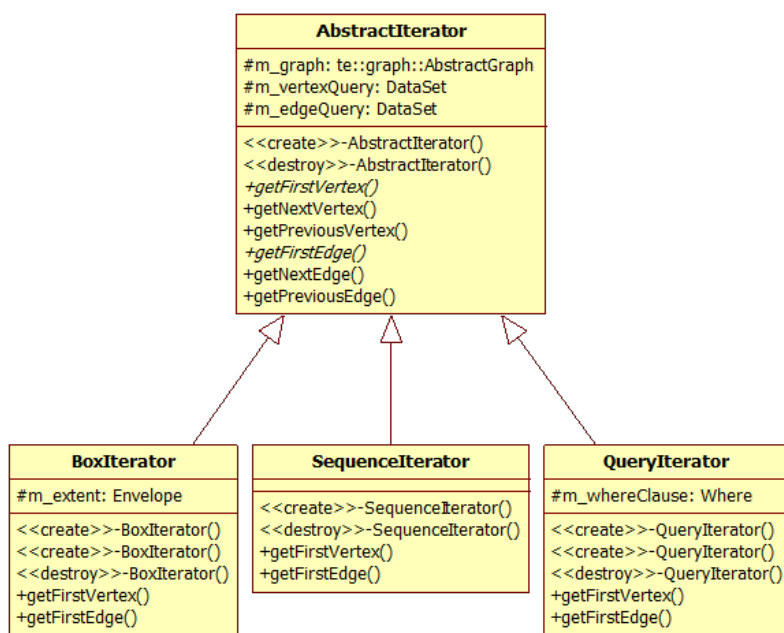 AbstractIterator
#m_graph: te::graph::AbstractGraph
#m_vertexQuery: DataSet
#m_edgeQuery: DataSet
<<create>>-AbstractIterator()
<<destroy>>-AbstractIterator()
+getFirstVertex()
+getNextVertex()
+getPreviousVertex()
+getFirstEdge()
+getNextEdge()
+getPreviousEdge()
BoxIterator
#m_extent: Envelope
<<create>>-BoxIterator()
<<create>>-BoxIterator()
<<destroy>>-BoxIterator()
+getFirstVertex()
+getFirstEdge()
SequenceIterator
<<create>>-SequenceIterator()
<<destroy>>-SequenceIterator()
+getFirstVertex()
+getFirstEdge()
QueryIterator
#m_whereClause: Where
<<create>>-QueryIterator()
<<create>>-QueryIterator()
<<destroy>>-QueryIterator()
+getFirstVertex()
+getFirstEdge()